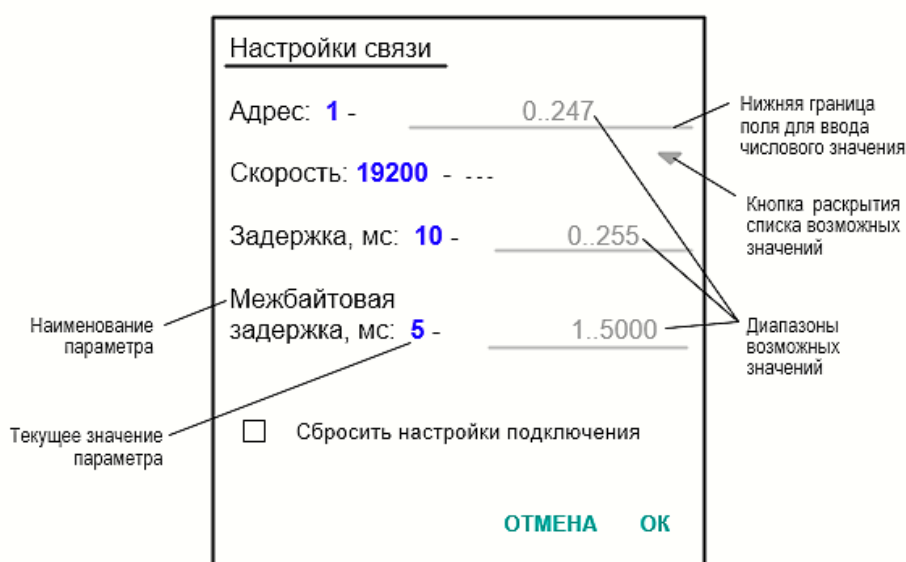 Настройки связи
Адрес: 1 - 0..247
Скорость: 19200 - ---
Задержка, мс: 10 - 0..255
Межбайтовая
задержка, мс: 5 - 1..5000
Сбросить настройки подключения
ОТМЕНА ОК
Нижняя граница
поля для ввода
числового значения
Кнопка раскрытия
списка возможных
значений
Диапазоны
возможных
значений
Наименование
параметра
Текущее значение
параметра